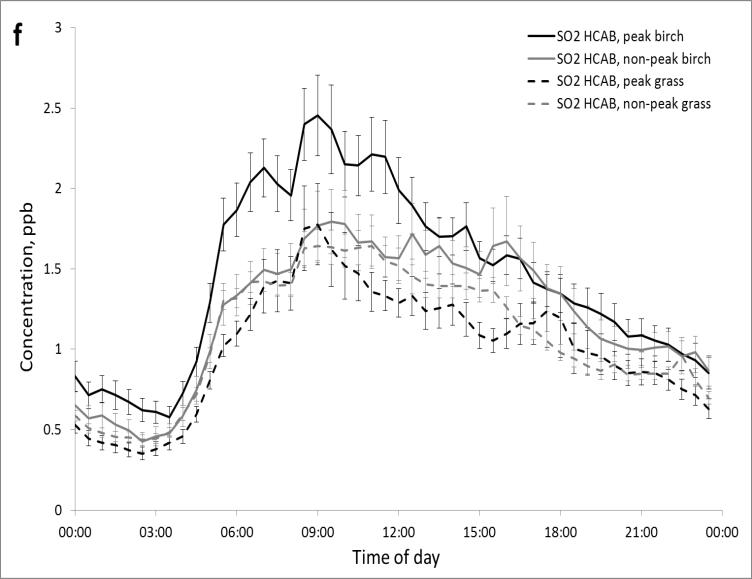 f
SO2 HCAB, peak birch
SO2 HCAB, non-peak birch
SO2 HCAB, peak grass
SO2 HCAB, non-peak grass
3
2.5
2
1.5
1
0.5
0
Concentration, ppb
00:00 03:00 06:00 09:00 12:00 15:00 18:00 21:00 00:00
Time of day